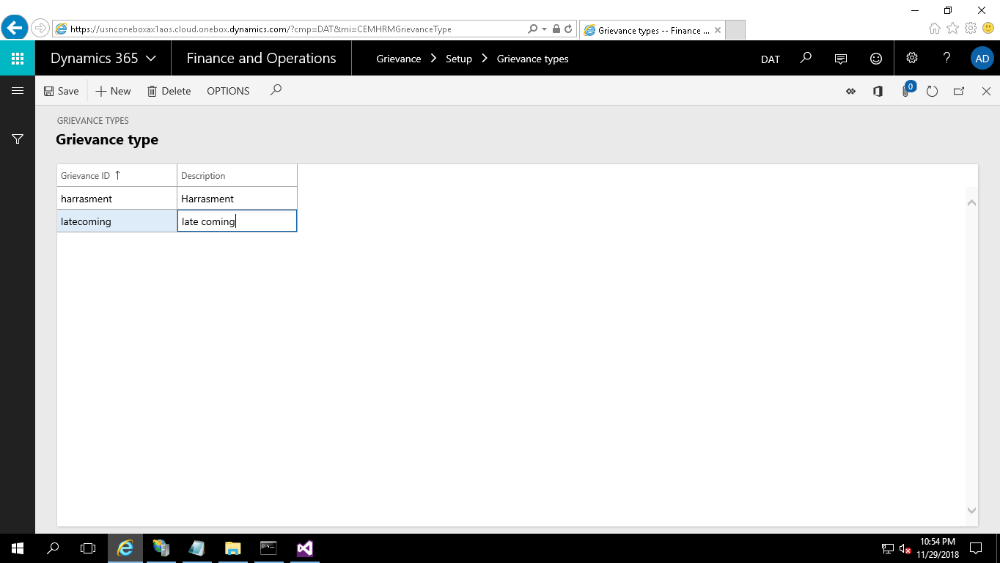 https://usnconeboxax1aos.cloud.onebox.dynamics.com/?cmp=DAT&mi=CEMHRMGrievanceType
Grievance types -- Finance ...
Dynamics 365
Finance and Operations
Grievance > Setup > Grievance types
DAT
?
AD
Save
New
Delete
OPTIONS
0
GRIEVANCE TYPES
Grievance type
Grievance ID ↑ Description
harrasment Harrasment
latecoming late coming
10:54 PM
11/29/2018